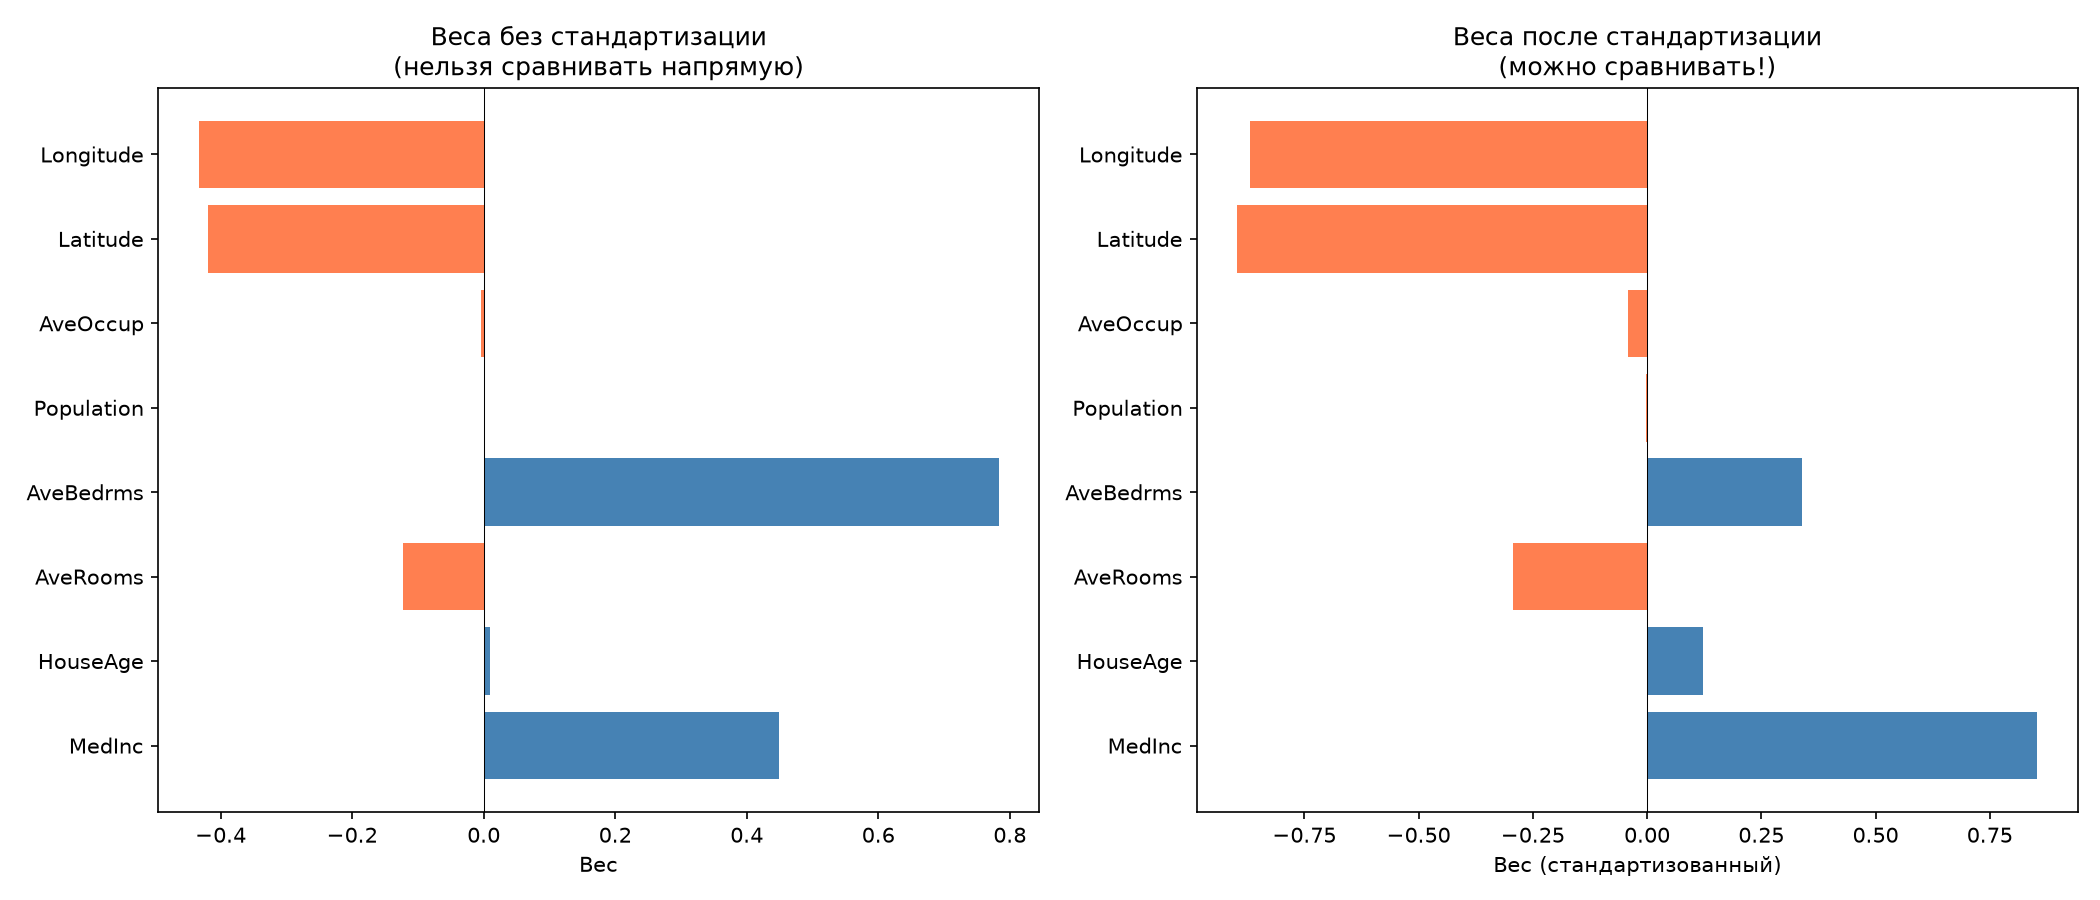 Веса без стандартизации
(нельзя сравнивать напрямую)
Longitude
Latitude
AveOccup
Population
AveBedrms
AveRooms
HouseAge
MedInc
−0.4 −0.2 0.0 0.2 0.4 0.6 0.8
Вес
Веса после стандартизации
(можно сравнивать!)
Longitude
Latitude
AveOccup
Population
AveBedrms
AveRooms
HouseAge
MedInc
−0.75 −0.50 −0.25 0.00 0.25 0.50 0.75
Вес (стандартизованный)